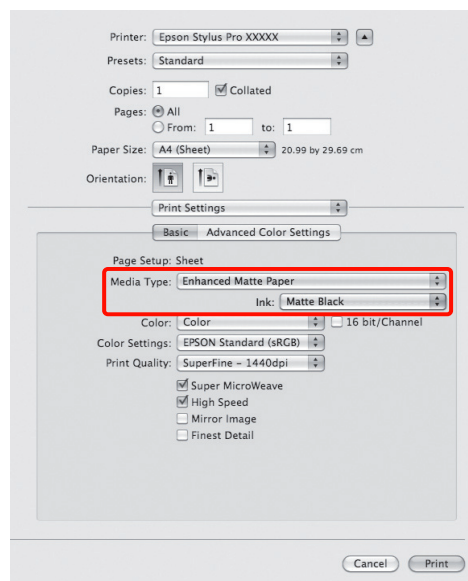 Printer: Epson Stylus Pro XXXXX
Presets: Standard
Copies: 1 Collated
Pages: All
From: 1 to: 1
Paper Size: A4 (Sheet) 20.99 by 29.69 cm
Orientation:
Print Settings
Basic Advanced Color Settings
Page Setup: Sheet
Media Type: Enhanced Matte Paper
Ink: Matte Black
Color: Color 16 bit/Channel
Color Settings: EPSON Standard (sRGB)
Print Quality: SuperFine – 1440dpi
Super MicroWeave
High Speed
Mirror Image
Finest Detail
Cancel Print